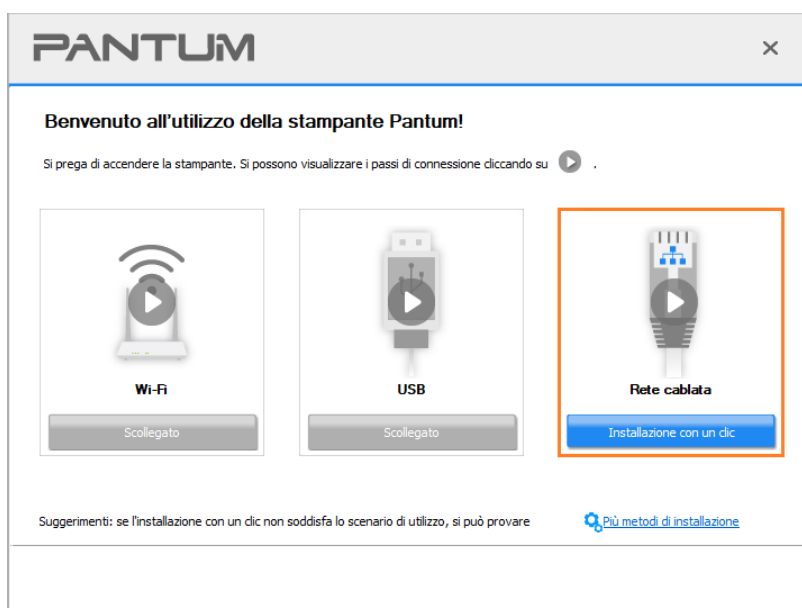 PANTUM
Benvenuto all'utilizzo della stampante Pantum!
Si prega di accendere la stampante. Si possono visualizzare i passi di connessione cliccando su .
Wi-Fi
USB
Rete cablata
Scollegato
Scollegato
Installazione con un clic
Suggerimenti: se l'installazione con un clic non soddisfa lo scenario di utilizzo, si può provare
Più metodi di installazione